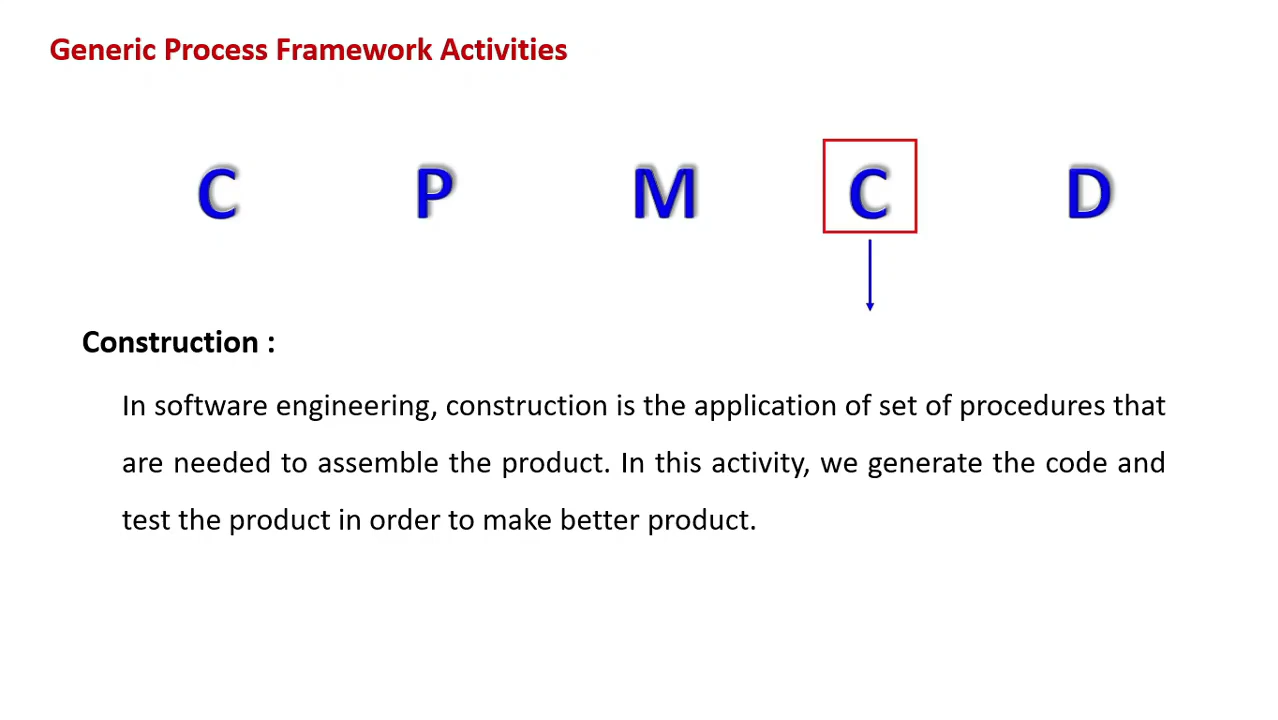 Generic Process Framework Activities
C P M C D
Construction :
In software engineering, construction is the application of set of procedures that
are needed to assemble the product. In this activity, we generate the code and
test the product in order to make better product.